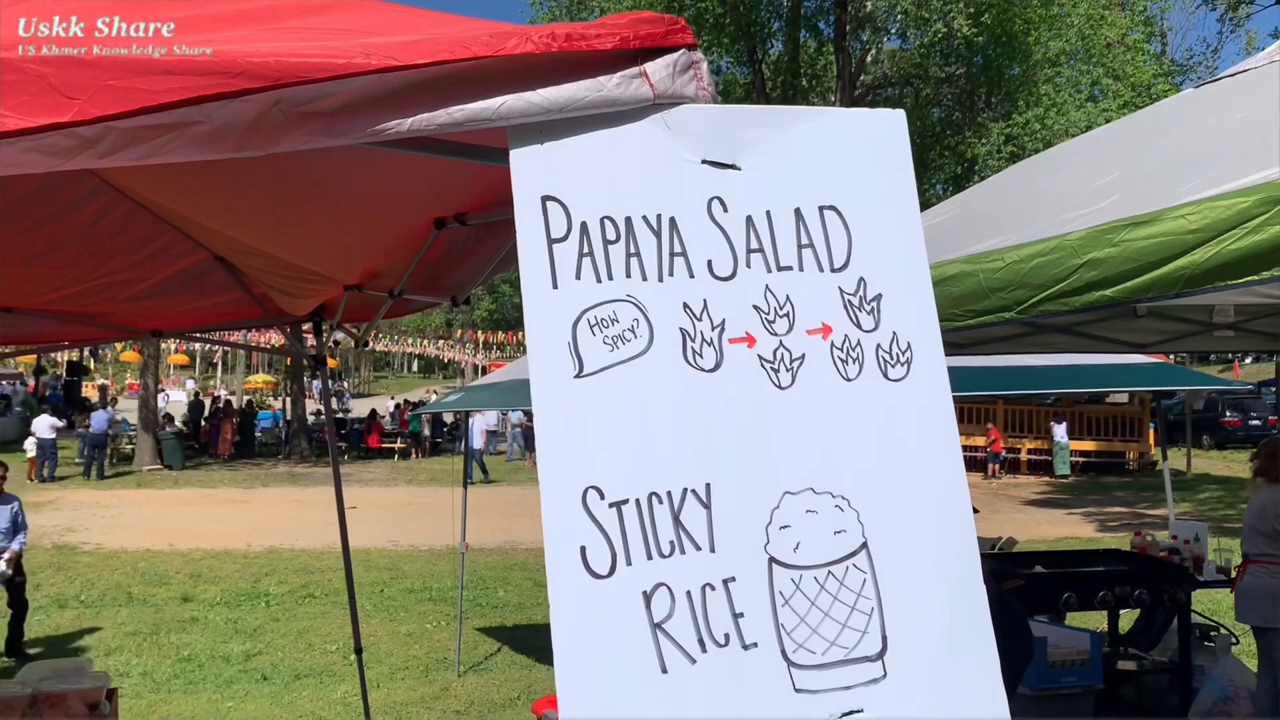 Uskk Share
US Khmer Knowledge Share
PAPAYA SALAD
HOW
SPICY?
STICKY
RICE